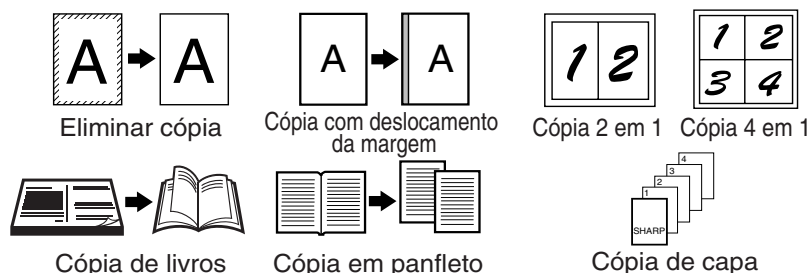 A A
Eliminar cópia
A A
Cópia com deslocamento
da margem
1 2
Cópia 2 em 1
1 2
3 4
Cópia 4 em 1
Cópia de livros
Cópia em panfleto
4
3
2
1
SHARP
Cópia de capa